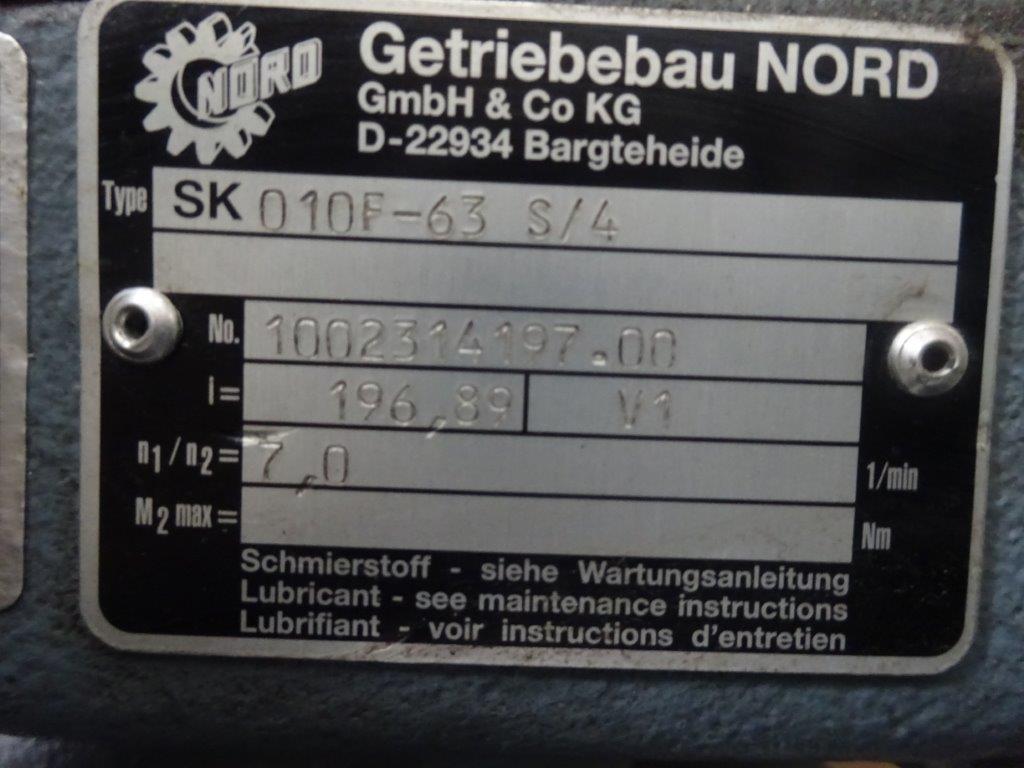 NORD
Getriebebau NORD
GmbH & Co KG
D-22934 Bargteheide
Type SK 010F-63 S/4
No. 1002314197.00
i= 196,89 V1
n1/n2= 7,0 1/min
M2 max= Nm
Schmierstoff - siehe Wartungsanleitung
Lubricant - see maintenance instructions
Lubrifiant - voir instructions d'entretien